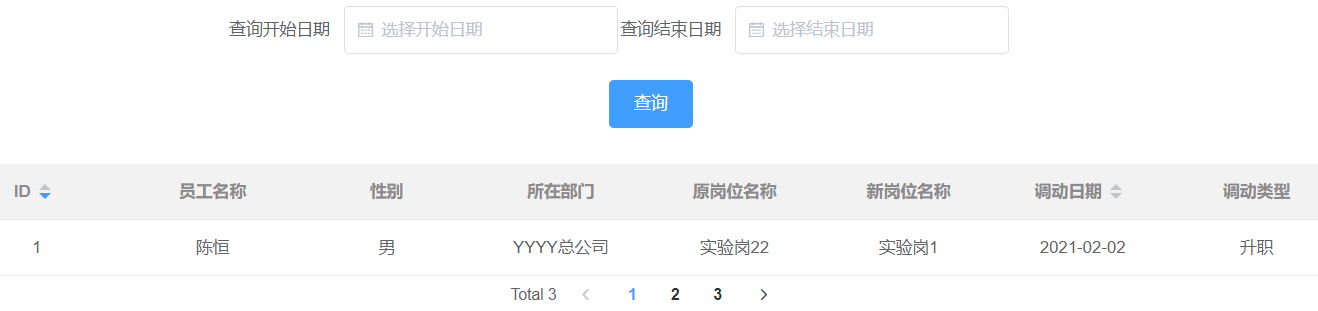 查询开始日期 选择开始日期 查询结束日期 选择结束日期
查询
ID 员工名称 性别 所在部门 原岗位名称 新岗位名称 调动日期 调动类型
1 陈恒 男 YYYY总公司 实验岗22 实验岗1 2021-02-02 升职
Total 3 1 2 3